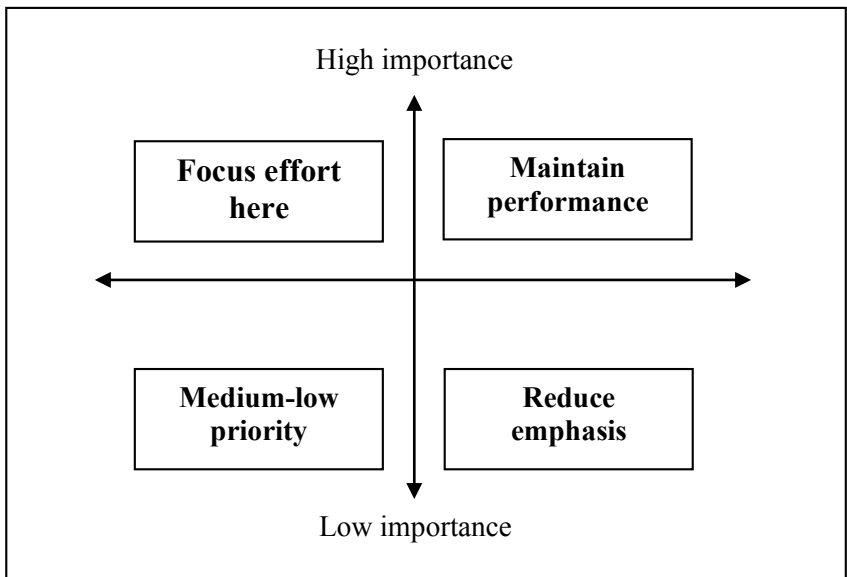 High importance
Focus effort
here
Maintain
performance
Medium-low
priority
Reduce
emphasis
Low importance